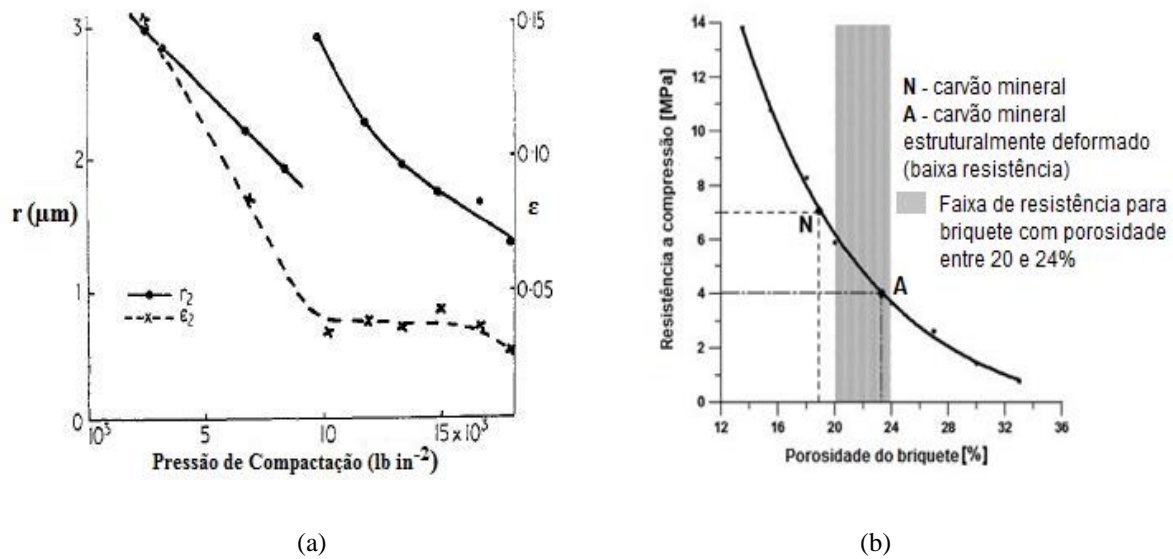 3
2
1
0
r (µm)
0·15
0·10
0·05
ε
r₂
ε₂
10³
5
10
15 x 10³
Pressão de Compactação (lb in⁻²)
(a)
14
12
10
8
6
4
2
0
Resistência a compressão [MPa]
N
A
N - carvão mineral
A - carvão mineral
estruturalmente deformado
(baixa resistência)
Faixa de resistência para
briquete com porosidade
entre 20 e 24%
12
16
20
24
28
32
36
Porosidade do briquete [%]
(b)